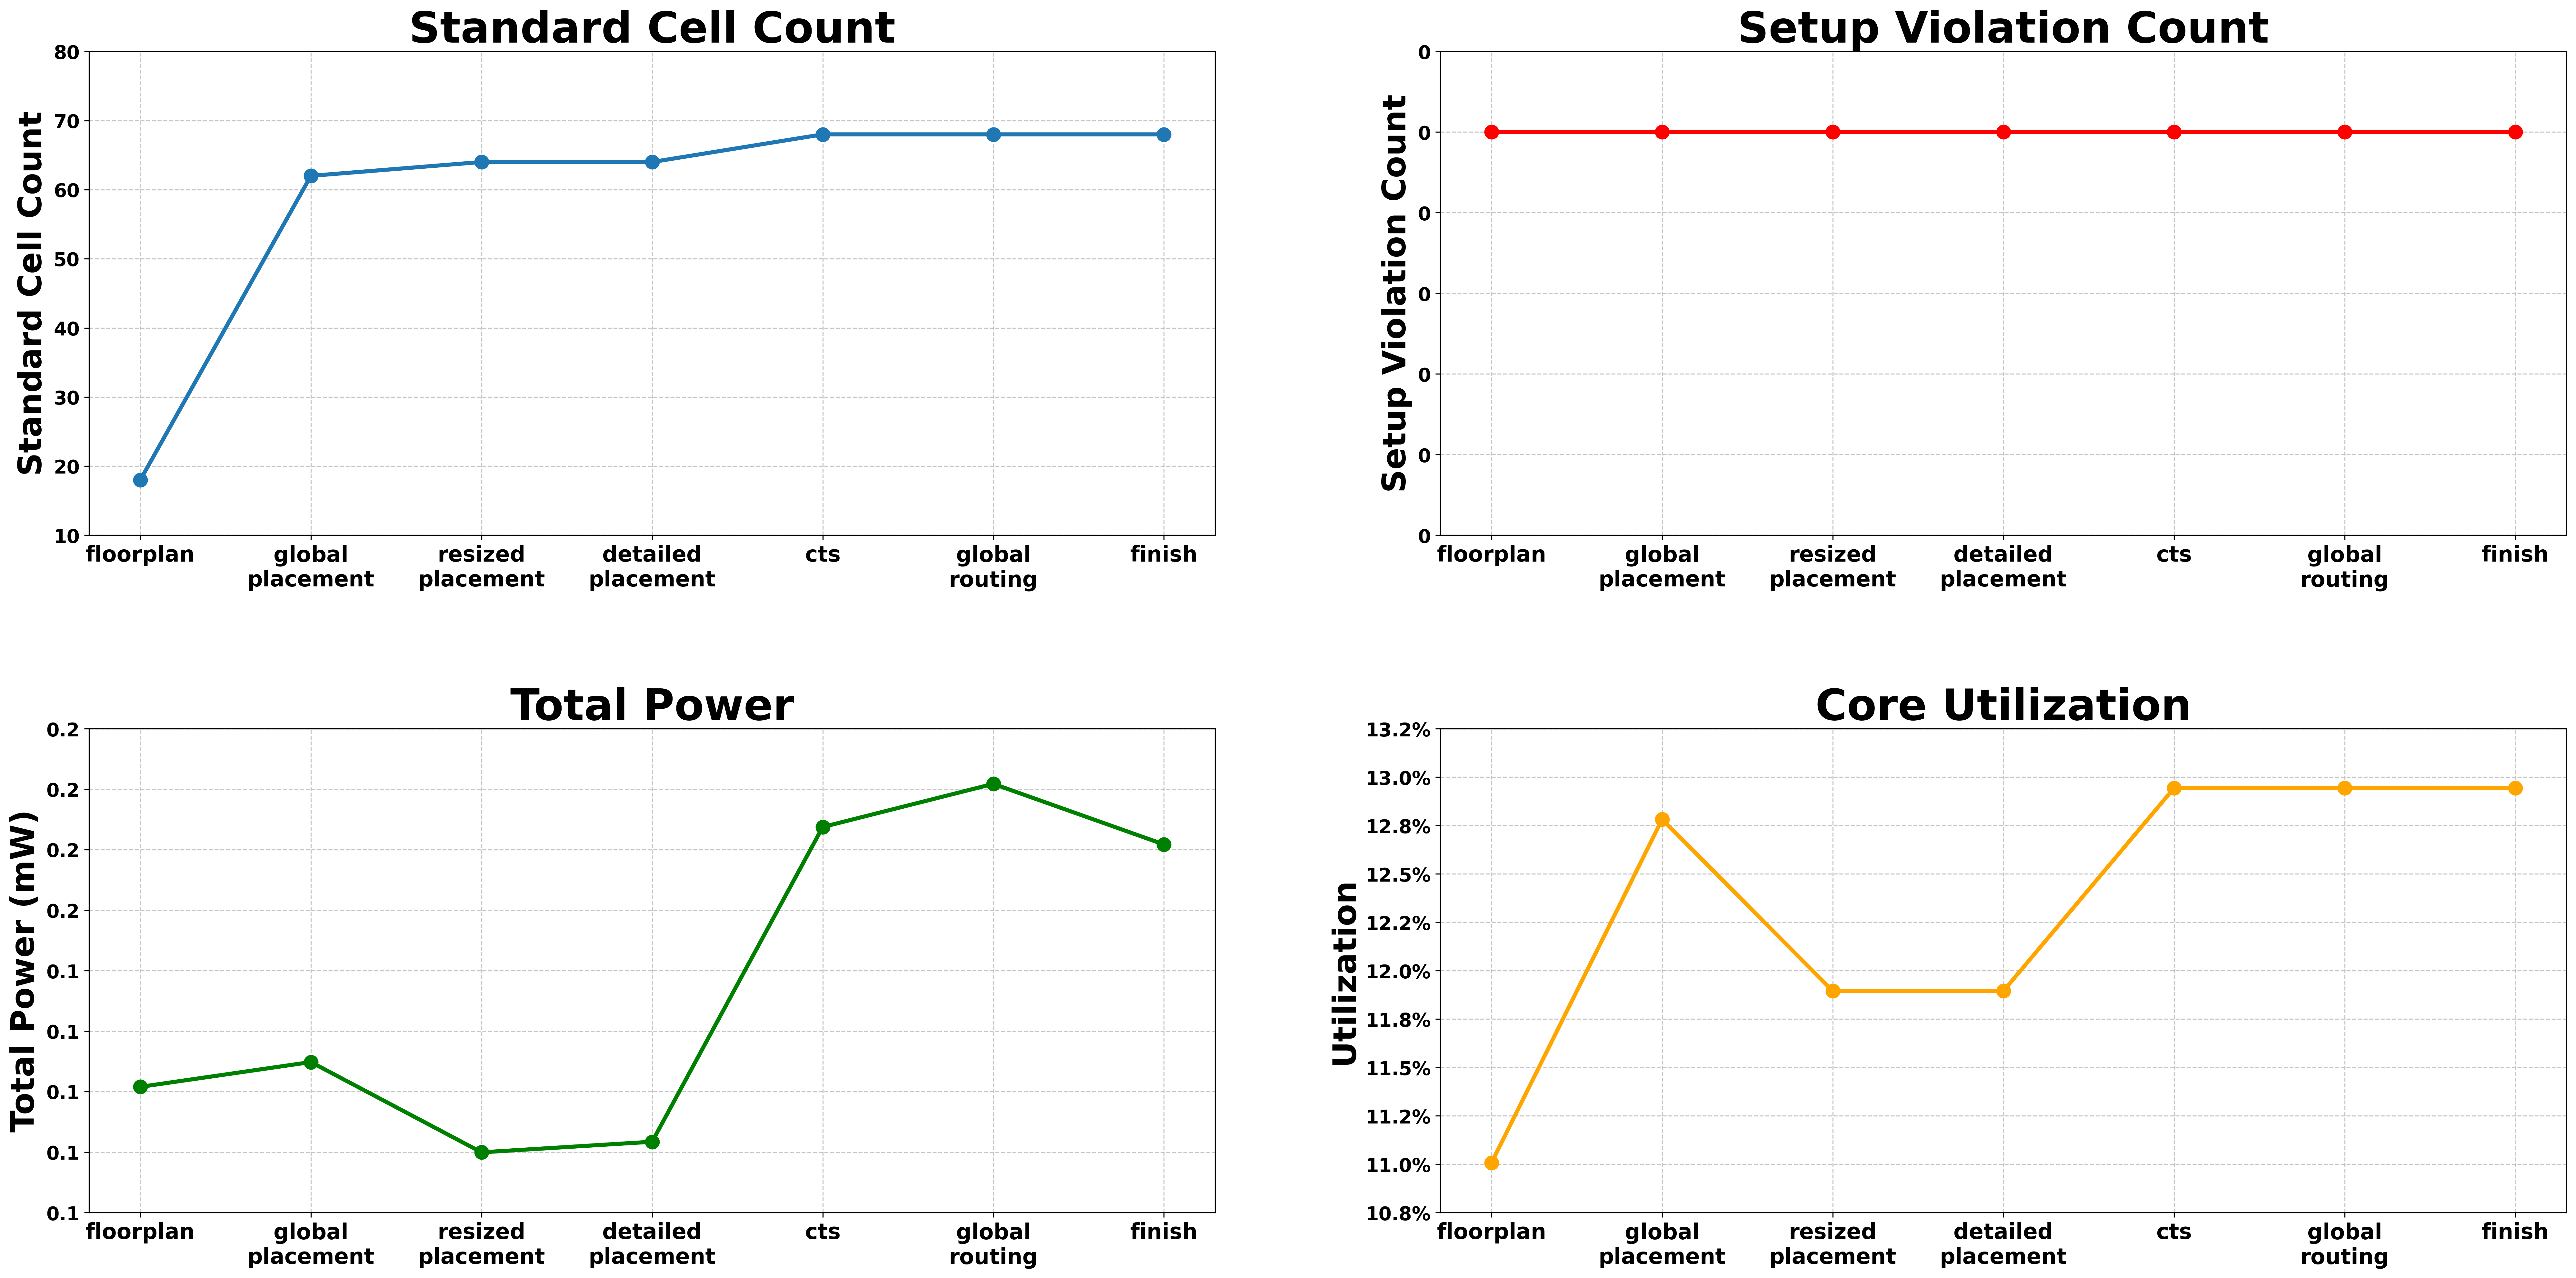 Standard Cell Count
Standard Cell Count
80
70
60
50
40
30
20
10
floorplan
global
placement
resized
placement
detailed
placement
cts
global
routing
finish
Setup Violation Count
Setup Violation Count
0
0
0
0
0
0
0
floorplan
global
placement
resized
placement
detailed
placement
cts
global
routing
finish
Total Power
Total Power (mW)
0.2
0.2
0.2
0.2
0.1
0.1
0.1
0.1
0.1
floorplan
global
placement
resized
placement
detailed
placement
cts
global
routing
finish
Core Utilization
Utilization
13.2%
13.0%
12.8%
12.5%
12.2%
12.0%
11.8%
11.5%
11.2%
11.0%
10.8%
floorplan
global
placement
resized
placement
detailed
placement
cts
global
routing
finish